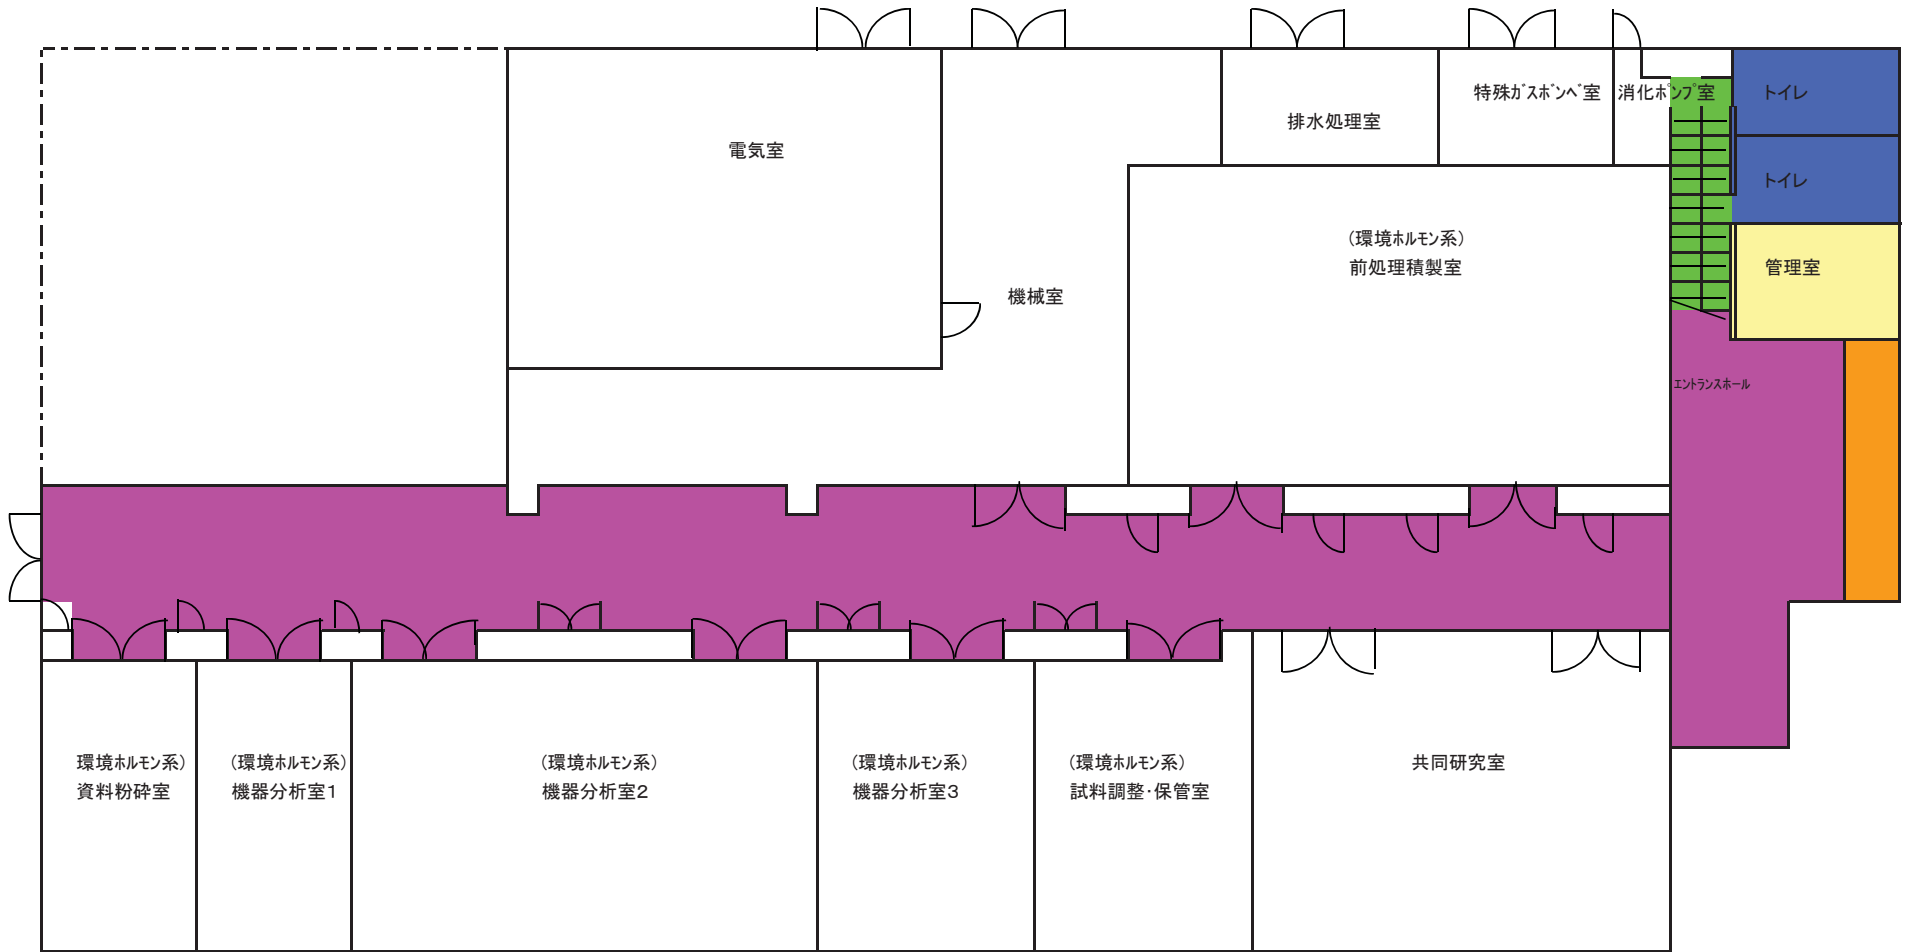 特殊ｶﾞｽﾎﾞﾝﾍﾞ室
消化ﾎﾟﾝﾌﾟ室
トイレ
排水処理室
電気室
トイレ
（環境ホルモン系）
前処理積製室
管理室
機械室
ｴﾝﾄﾗﾝｽﾎｰﾙ
環境ホルモン系）
資料粉砕室
（環境ホルモン系）
機器分析室１
（環境ホルモン系）
機器分析室２
（環境ホルモン系）
機器分析室３
（環境ホルモン系）
試料調整・保管室
共同研究室